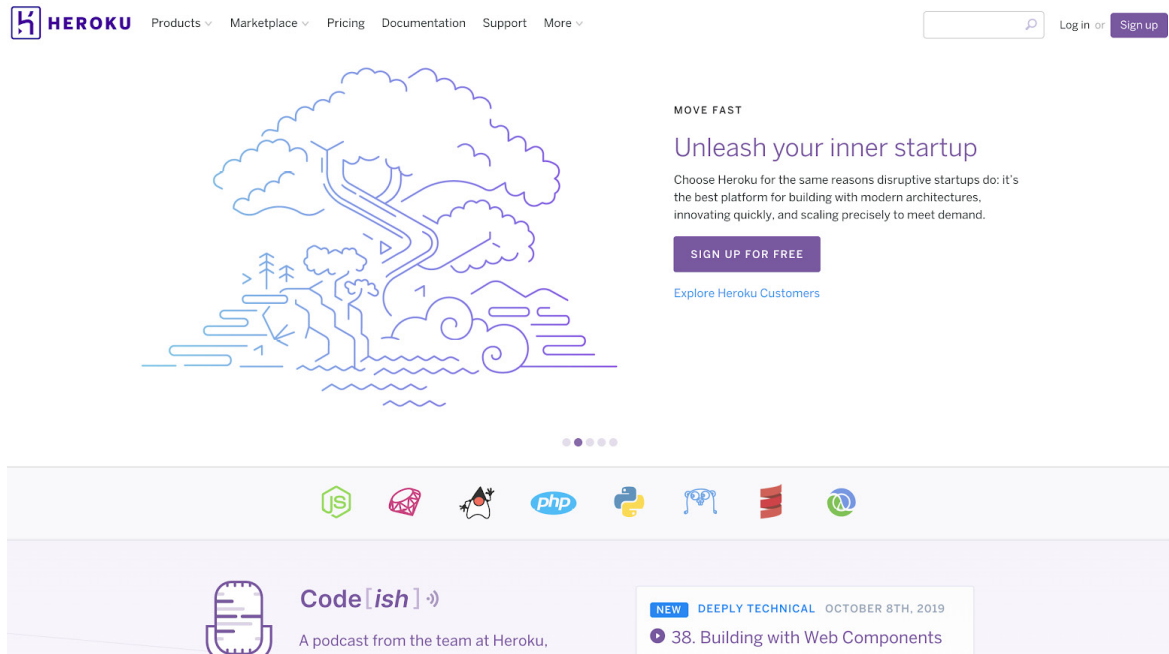 HEROKU Products Marketplace Pricing Documentation Support More Log in or Sign up
MOVE FAST
Unleash your inner startup
Choose Heroku for the same reasons disruptive startups do: it's
the best platform for building with modern architectures,
innovating quickly, and scaling precisely to meet demand.
SIGN UP FOR FREE
Explore Heroku Customers
JS php
Code[ish]
A podcast from the team at Heroku,
NEW DEEPLY TECHNICAL OCTOBER 8TH, 2019
38. Building with Web Components